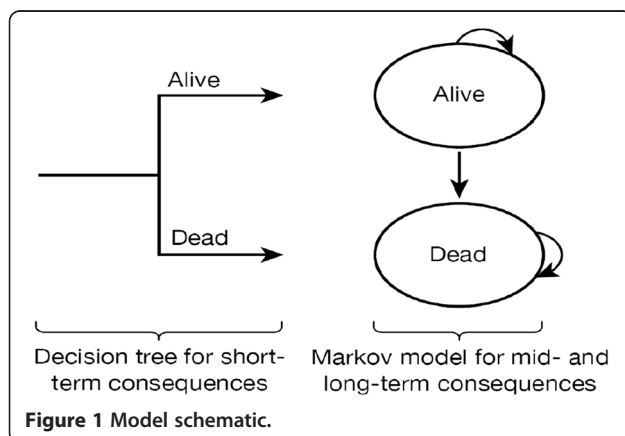 Alive
Dead
Alive
Dead
Decision tree for short-
term consequences
Markov model for mid- and
long-term consequences
Figure 1 Model schematic.